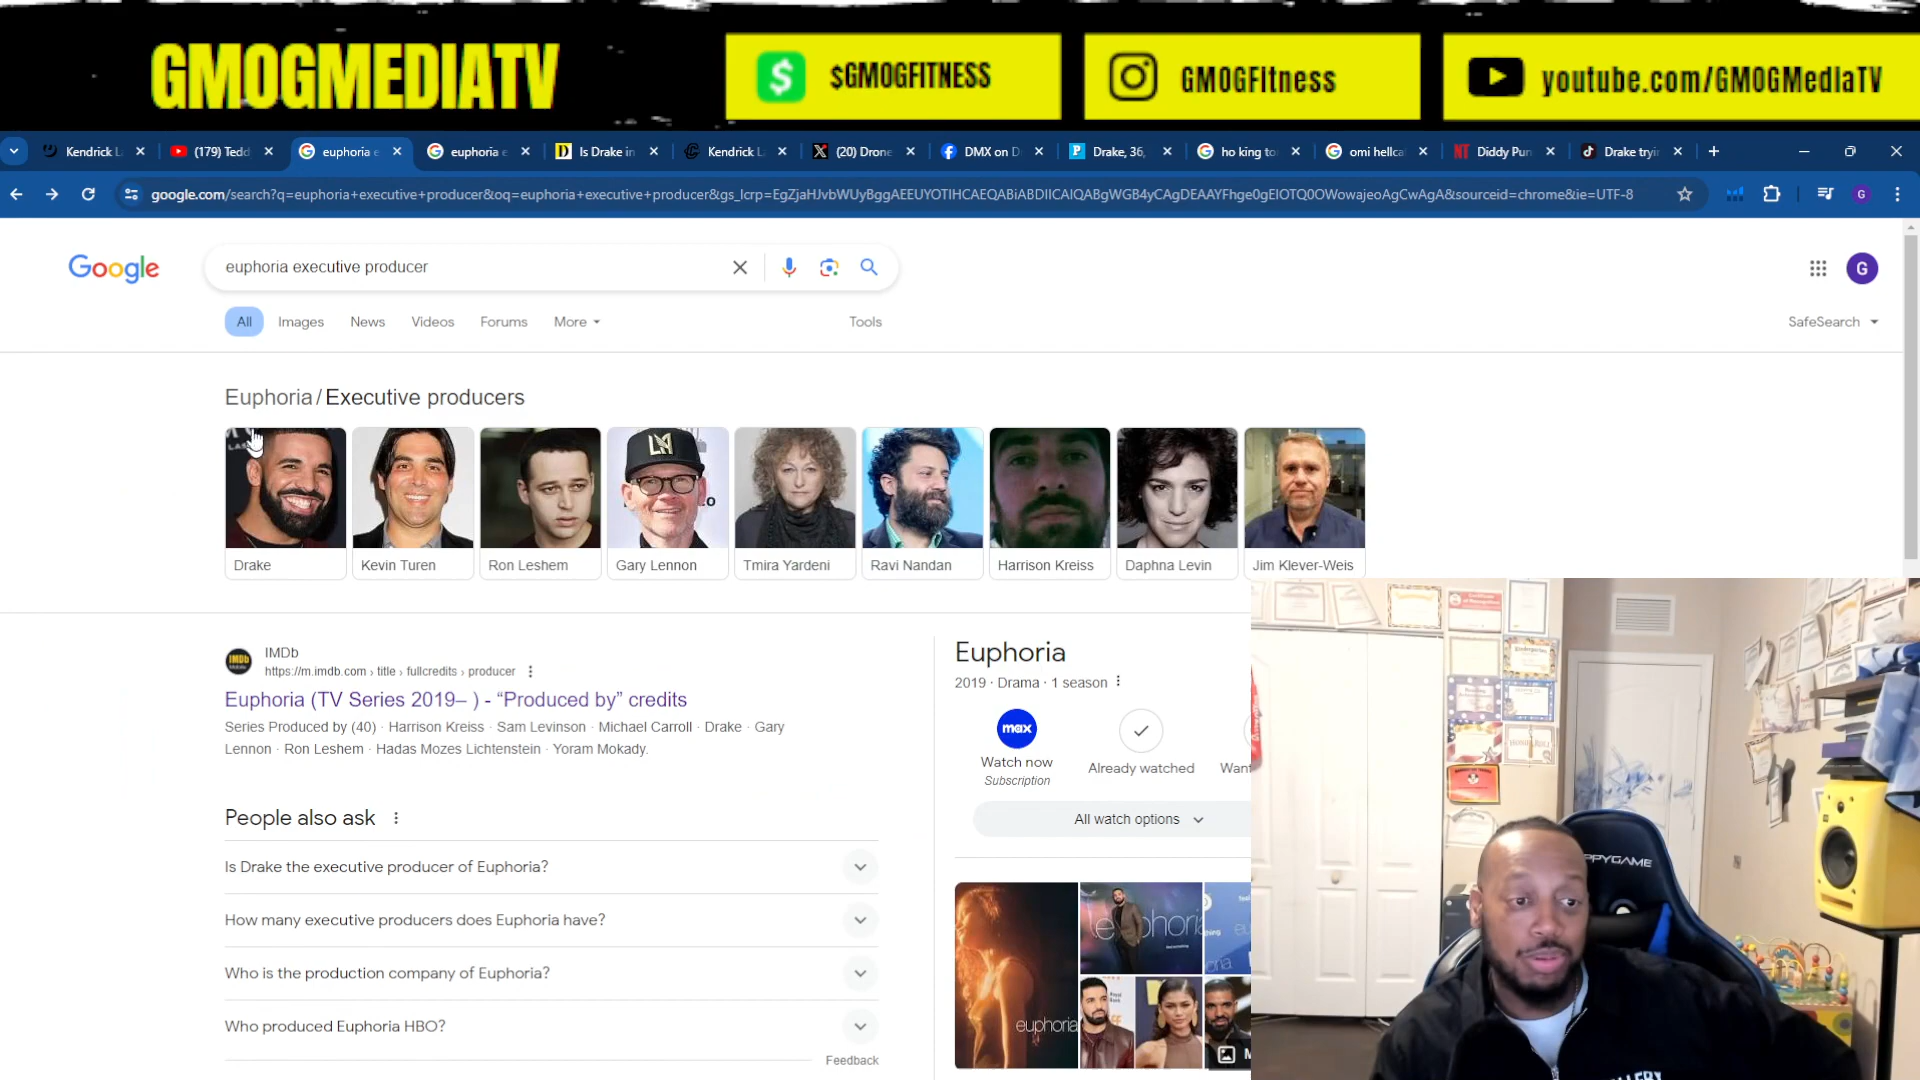 GMOGMEDIATV
$GMOGFITNESS
GMOGFitness
youtube.com/GMOGMediaTV
Kendrick L
(179) Tedd
euphoria e
euphoria e
Is Drake in
Kendrick L
(20) Drone
DMX on D
Drake, 36,
ho king to
omi hellca
Diddy Pun
Drake tryi
google.com/search?q=euphoria+executive+producer&oq=euphoria+executive+producer&gs_lcrp=EgZjaHJvbWUyBggAEEUYOTIHCAEQABiABDIICAIQABgWGB4yCAgDEAAYFhge0gEIOTQ0OWowajeoAgCwAgA&sourceid=chrome&ie=UTF-8
G
Google
euphoria executive producer
G
All
Images
News
Videos
Forums
More
Tools
SafeSearch
Euphoria / Executive producers
Drake
Kevin Turen
Ron Leshem
Gary Lennon
Tmira Yardeni
Ravi Nandan
Harrison Kreiss
Daphna Levin
Jim Klever-Weis
IMDb
https://m.imdb.com › title › fullcredits › producer
Euphoria (TV Series 2019– ) - “Produced by” credits
Series Produced by (40) · Harrison Kreiss · Sam Levinson · Michael Carroll · Drake · Gary
Lennon · Ron Leshem · Hadas Mozes Lichtenstein · Yoram Mokady.
People also ask
Is Drake the executive producer of Euphoria?
How many executive producers does Euphoria have?
Who is the production company of Euphoria?
Who produced Euphoria HBO?
Feedback
Euphoria
2019 · Drama · 1 season
max
Watch now
Subscription
Already watched
Want
All watch options
euphoria